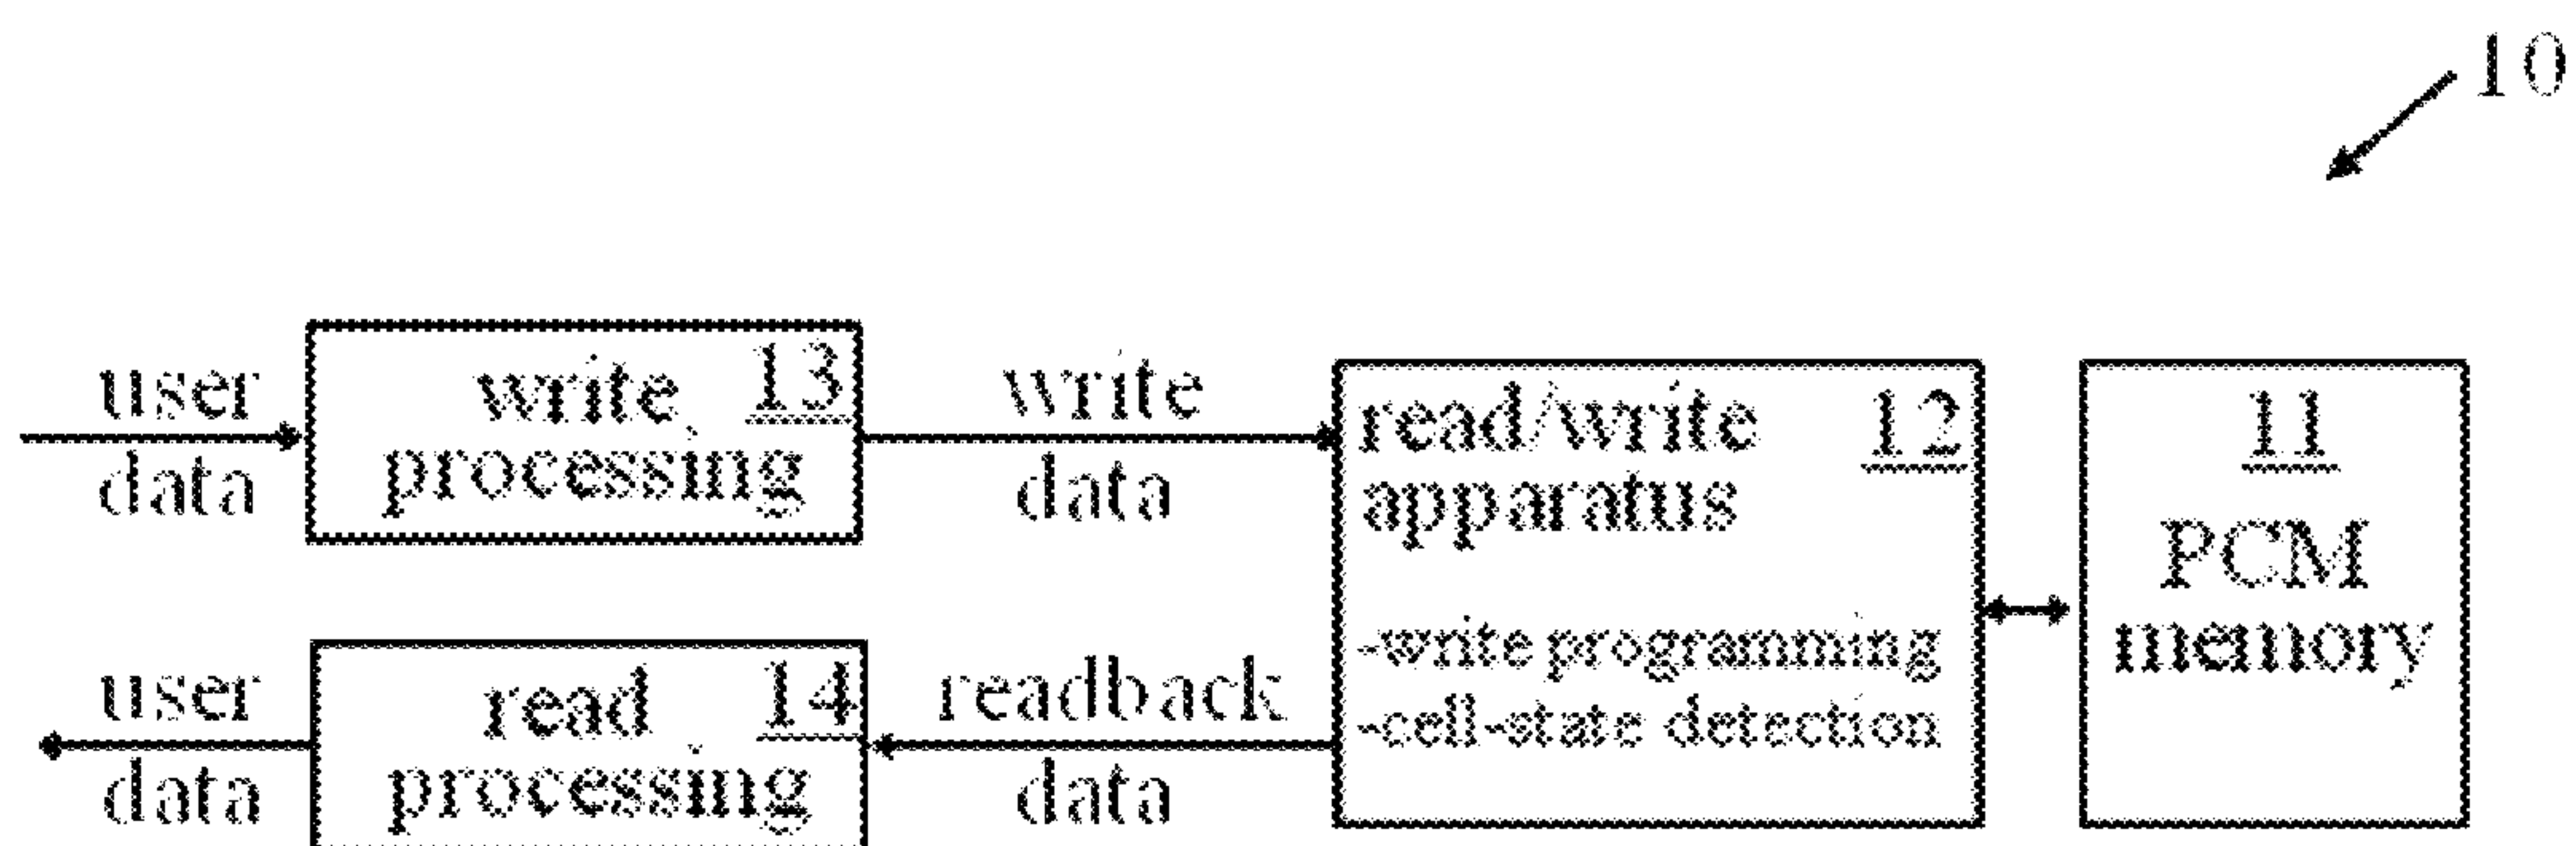 10
user
data
write 13
processing
write
data
read/write 12
apparatus
-write programming
-cell-state detection
11
PCM
memory
user
data
read 14
processing
readback
data